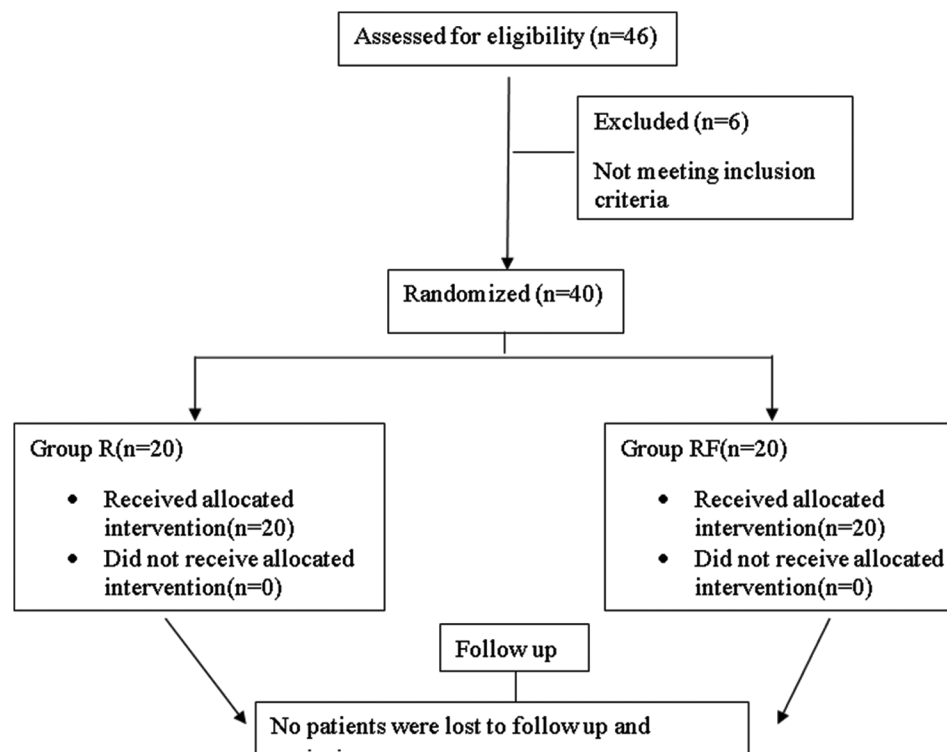 Assessed for eligibility (n=46)
Excluded (n=6)
Not meeting inclusion
criteria
Randomized (n=40)
Group R(n=20)
• Received allocated
intervention(n=20)
• Did not receive allocated
intervention(n=0)
Group RF(n=20)
• Received allocated
intervention(n=20)
• Did not receive allocated
intervention(n=0)
Follow up
No patients were lost to follow up and